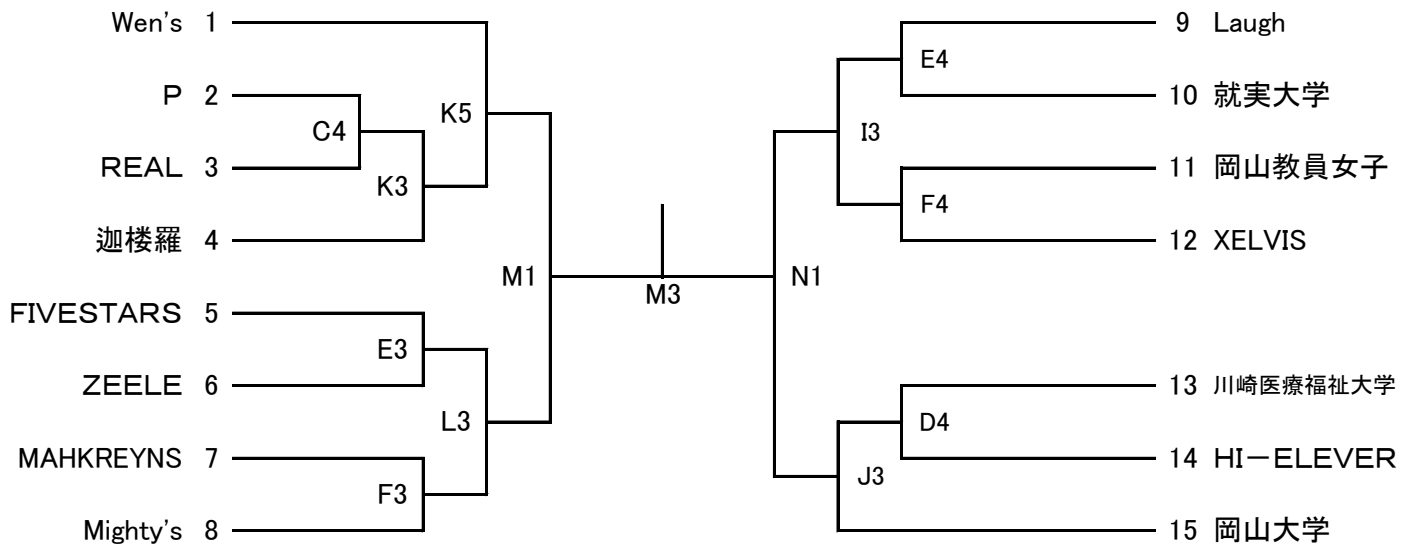 Wen's 1
P 2
C4
REAL 3
K5
K3
迦楼羅 4
M1
FIVESTARS 5
E3
ZEELE 6
L3
MAHKREYNS 7
F3
Mighty's 8
M3
9 Laugh
E4
10 就実大学
I3
11 岡山教員女子
F4
12 XELVIS
N1
13 川崎医療福祉大学
D4
14 HI－ELEVER
J3
15 岡山大学